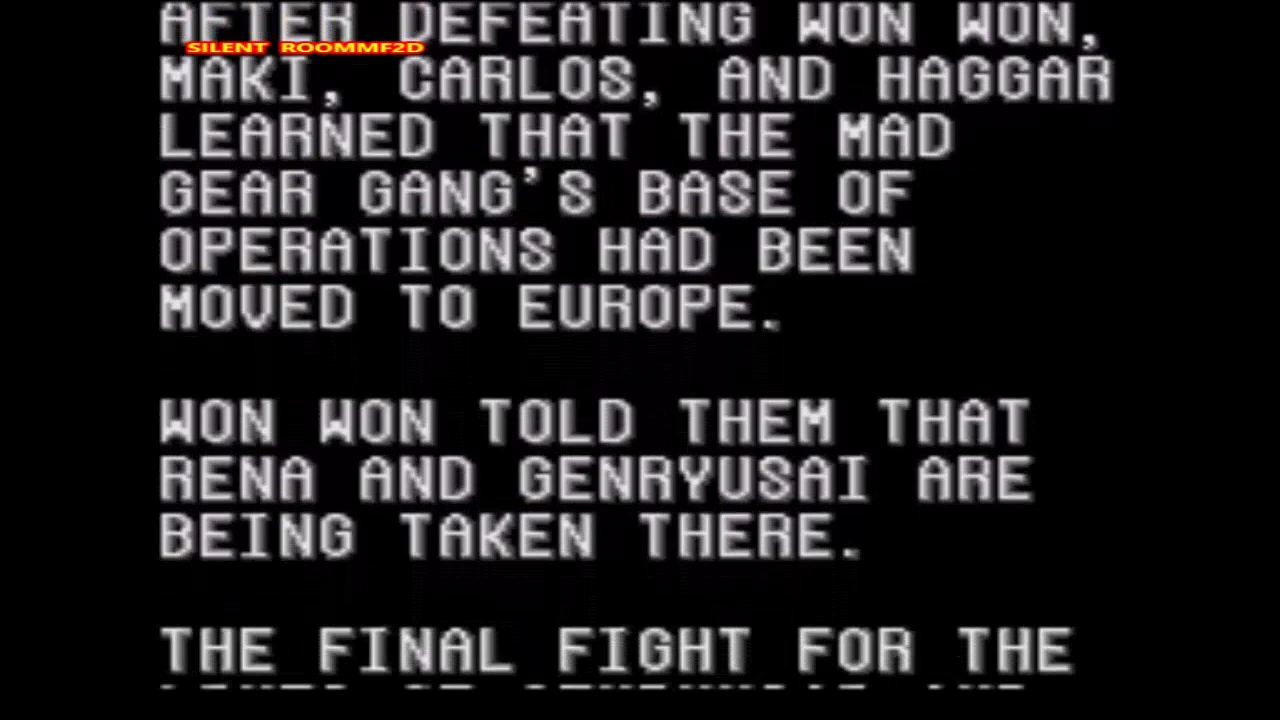 AFTER DEFEATING WON WON,
SILENT ROOMMF2D
MAKI, CARLOS, AND HAGGAR
LEARNED THAT THE MAD
GEAR GANG'S BASE OF
OPERATIONS HAD BEEN
MOVED TO EUROPE.
WON WON TOLD THEM THAT
RENA AND GENRYUSAI ARE
BEING TAKEN THERE.
THE FINAL FIGHT FOR THE